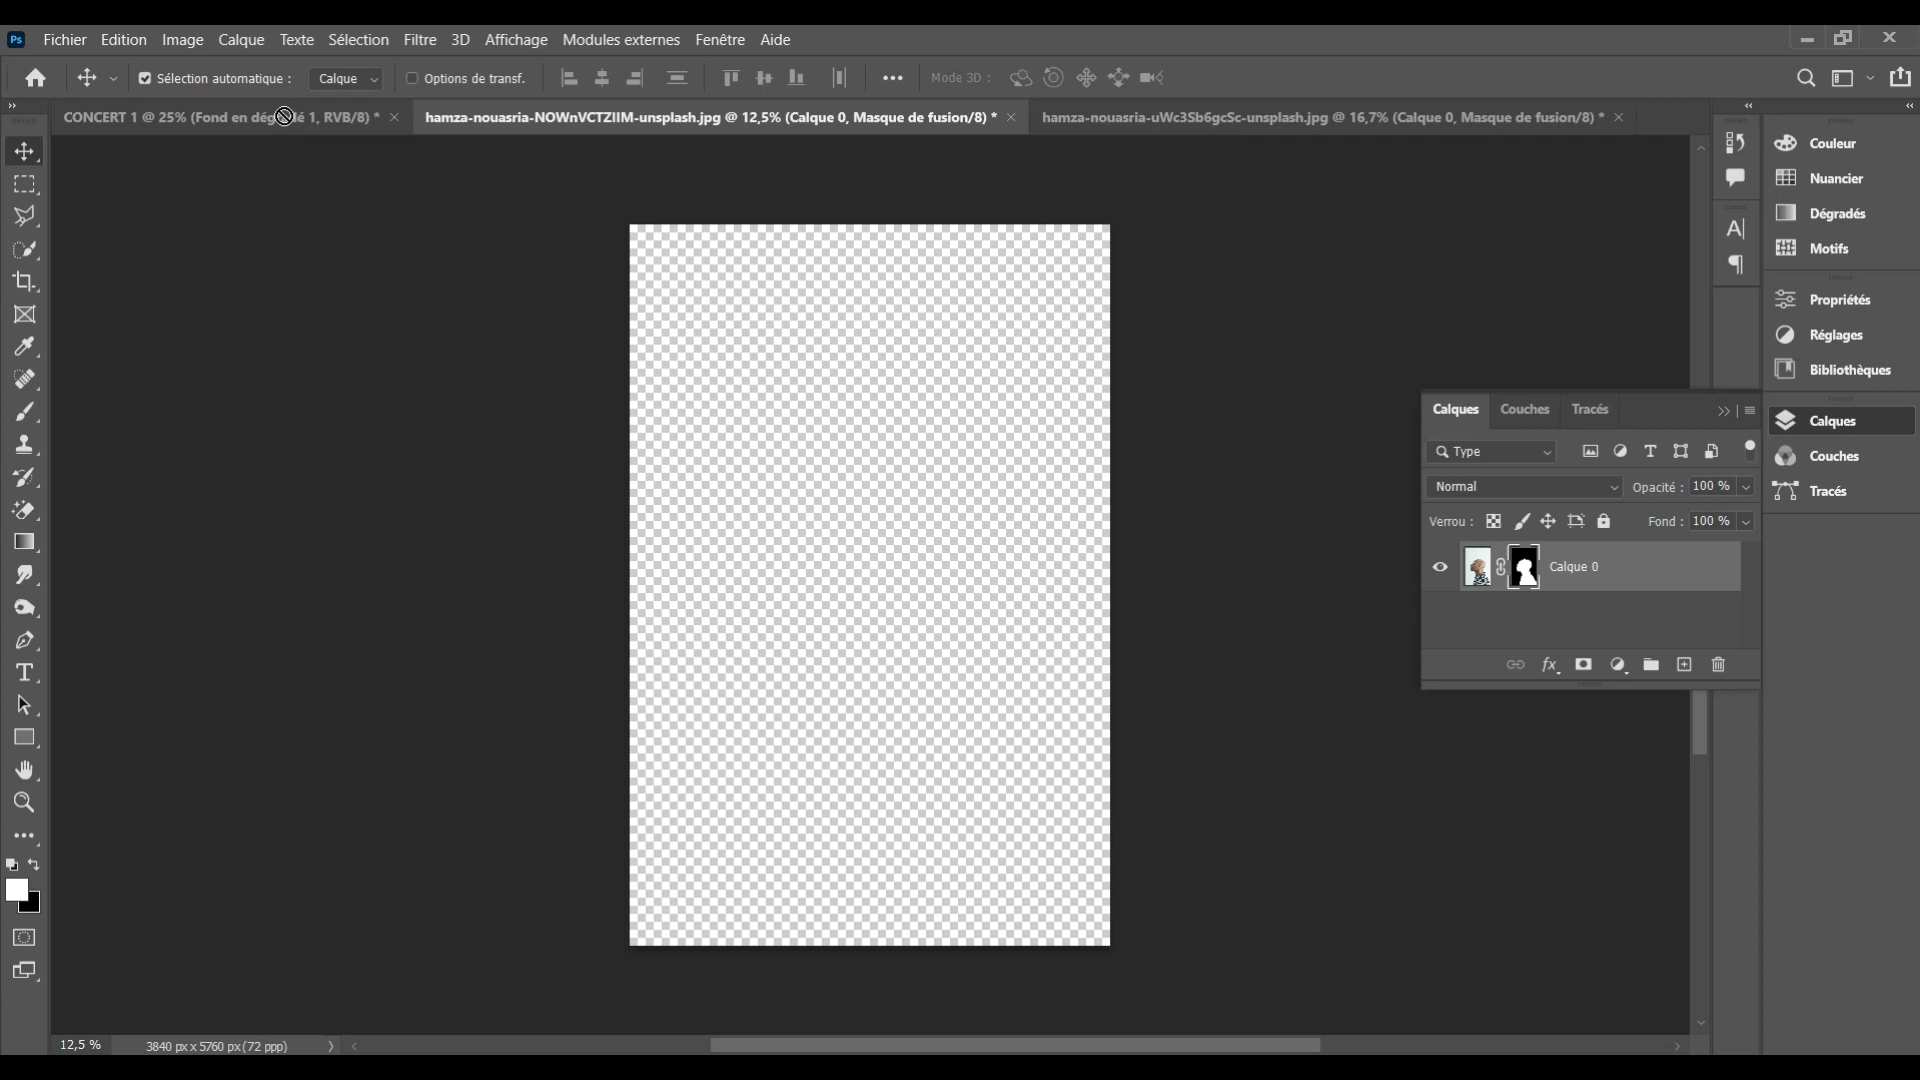 Ps Fichier Edition Image Calque Texte Sélection Filtre 3D Affichage Modules externes Fenêtre Aide
Sélection automatique : Calque Options de transf. Mode 3D :
CONCERT 1 @ 25% (Fond en dégradé 1, RVB/8) * hamza-nouasria-NOWnVCTZIIM-unsplash.jpg @ 12,5% (Calque 0, Masque de fusion/8) * hamza-nouasria-uWc3Sb6gcSc-unsplash.jpg @ 16,7% (Calque 0, Masque de fusion/8) *
Couleur
Nuancier
Dégradés
Motifs
Propriétés
Réglages
Bibliothèques
Calques
Couches
Tracés
Calques Couches Tracés
Type
Normal Opacité : 100 %
Verrou : Fond : 100 %
Calque 0
fx
12,5 % 3840 px x 5760 px (72 ppp)